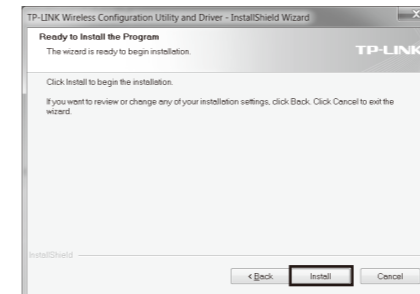 TP-LINK Wireless Configuration Utility and Driver - InstallShield Wizard
Ready to Install the Program
The wizard is ready to begin installation.
TP-LINK
Click Install to begin the installation.
If you want to review or change any of your installation settings, click Back. Click Cancel to exit the
wizard.
InstallShield
< Back
Install
Cancel